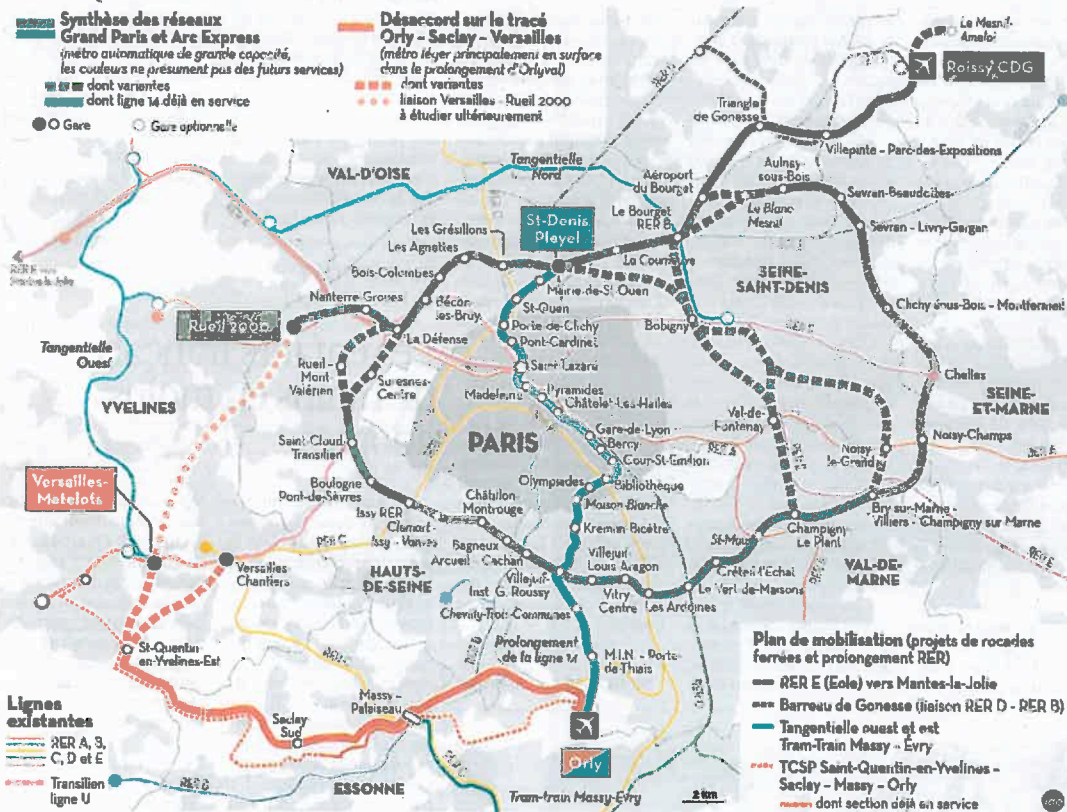 Synthèse des réseaux
Grand Paris et Arc Express
(métro automatique de grande capacité,
les couleurs ne présument pas des futurs services)
dont variantes
dont ligne 14 déjà en service
Gare
Gare optionnelle
Désaccord sur le tracé
Orly - Saclay - Versailles
(métro léger principalement en surface
dans le prolongement d'Orlyval)
dont variantes
liaison Versailles - Rueil 2000
à étudier ultérieurement
Le Mesnil-
Amelot
Roissy CDG
RER D
Triangle
de Gonesse
Villepinte - Parc-des-Expositions
VAL-D'OISE
Tangentielle
Nord
Aéroport
du Bourget
Aulnay-
sous-Bois
Sevran-Beaudottes
Le Bourget
RER B
Le Blanc
Mesnil
Sevran - Livry-Gargan
St-Denis
Pleyel
Les Grésillons
Les Agnettes
Bois-Colombes
La Courneuve
SEINE-
SAINT-DENIS
Mairie-de-St Ouen
St-Ouen
Porte de-Clichy
Pont-Cardinet
Saint Lazare
Bobigny
Clichy-sous-Bois - Montfermeil
RER E vers
Mantes-la-Jolie
Nanterre Groues
Bécon-
les-Bruy.
La Défense
Rueil 2000
Tangentielle
Ouest
Rueil -
Mont
Valérien
Suresnes-
Centre
Madeleine
Pyramides
Châtelet-Les-Halles
Chelles
SEINE-
ET-MARNE
YVELINES
PARIS
Gare-de-Lyon
Bercy
Cour-St-Emilion
Bibliothèque
RER A
Val-de-
Fontenay
Noisy-Champs
Noisy-
le-Grand
Saint-Cloud
Transilien
Versailles-
Matelots
Boulogne
Pont-de-Sèvres
Olympiades
Maison Blanche
Issy RER
Châtillon-
Montrouge
Clamart-
Issy - Vanves
Kremlin Bicêtre
Bry-sur-Marne -
Villiers - Champigny sur Marne
Champigny
Le Plant
St-Maur
RER C
RER E
Versailles
Chantiers
HAUTS-
DE-SEINE
Bagneux
Arcueil - Cachan
Villejuif
Louis Aragon
Créteil l'Echat
VAL-DE-
MARNE
Villejuif-
Inst G. Roussy
Vitry
Centre
Les Ardoines
Le Vert-de-Maisons
Chevilly-Trois-Communes
St-Quentin
en-Yvelines-Est
Prolongement
de la ligne 14
M.I.N - Porte-
de-Thiais
Massy -
Palaiseau
Saclay
Sud
Orly
ESSONNE
Tram-train Massy-Evry
2 km
Lignes
existantes
RER A, B,
C, D et E
Transilien
ligne U
Plan de mobilisation (projets de rocades
ferrées et prolongement RER)
RER E (Eole) vers Mantes-la-Jolie
Barreau de Gonesse (liaison RER D - RER B)
Tangentielle ouest et est
Tram-Train Massy - Évry
TCSP Saint-Quentin-en-Yvelines -
Saclay - Massy - Orly
dont section déjà en service